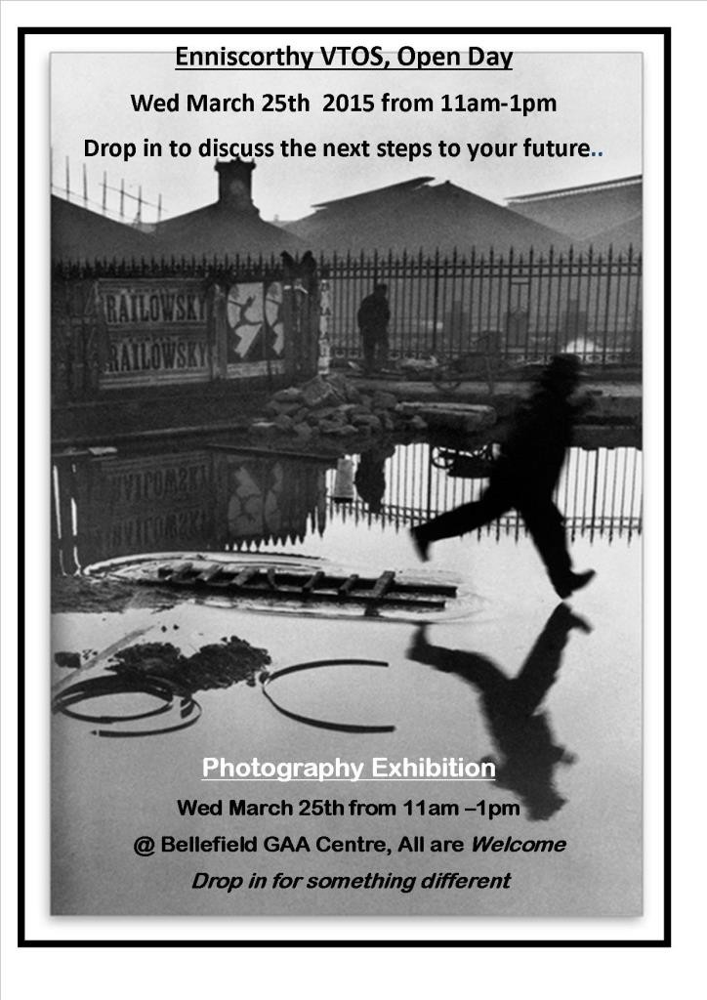 Enniscorthy VTOS, Open Day
Wed March 25th  2015 from 11am-1pm
Drop in to discuss the next steps to your future..
RAILOWSKY
RAILOWSKY
Photography Exhibition
Wed March 25th from 11am –1pm
@ Bellefield GAA Centre, All are Welcome
Drop in for something different